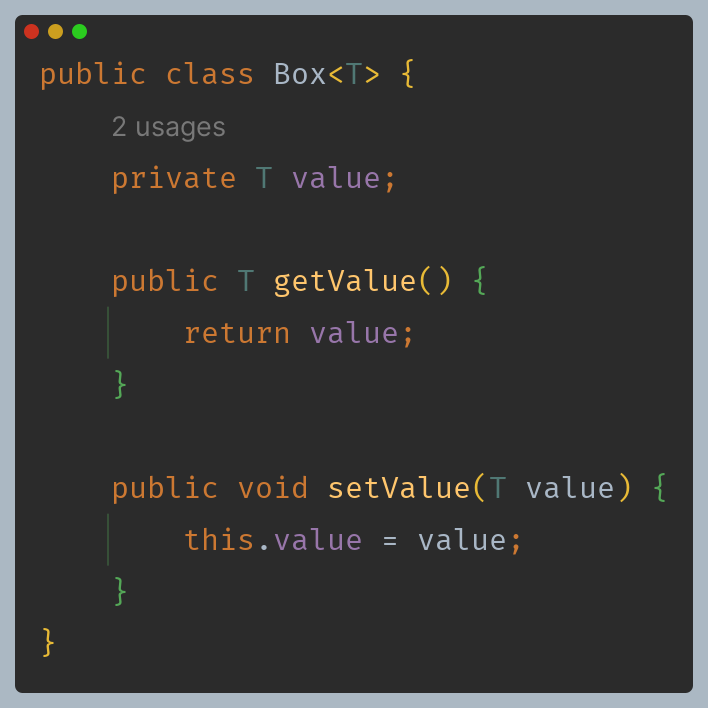 public class Box<T> {
2 usages
private T value;
public T getValue() {
return value;
}
public void setValue(T value) {
this.value = value;
}
}